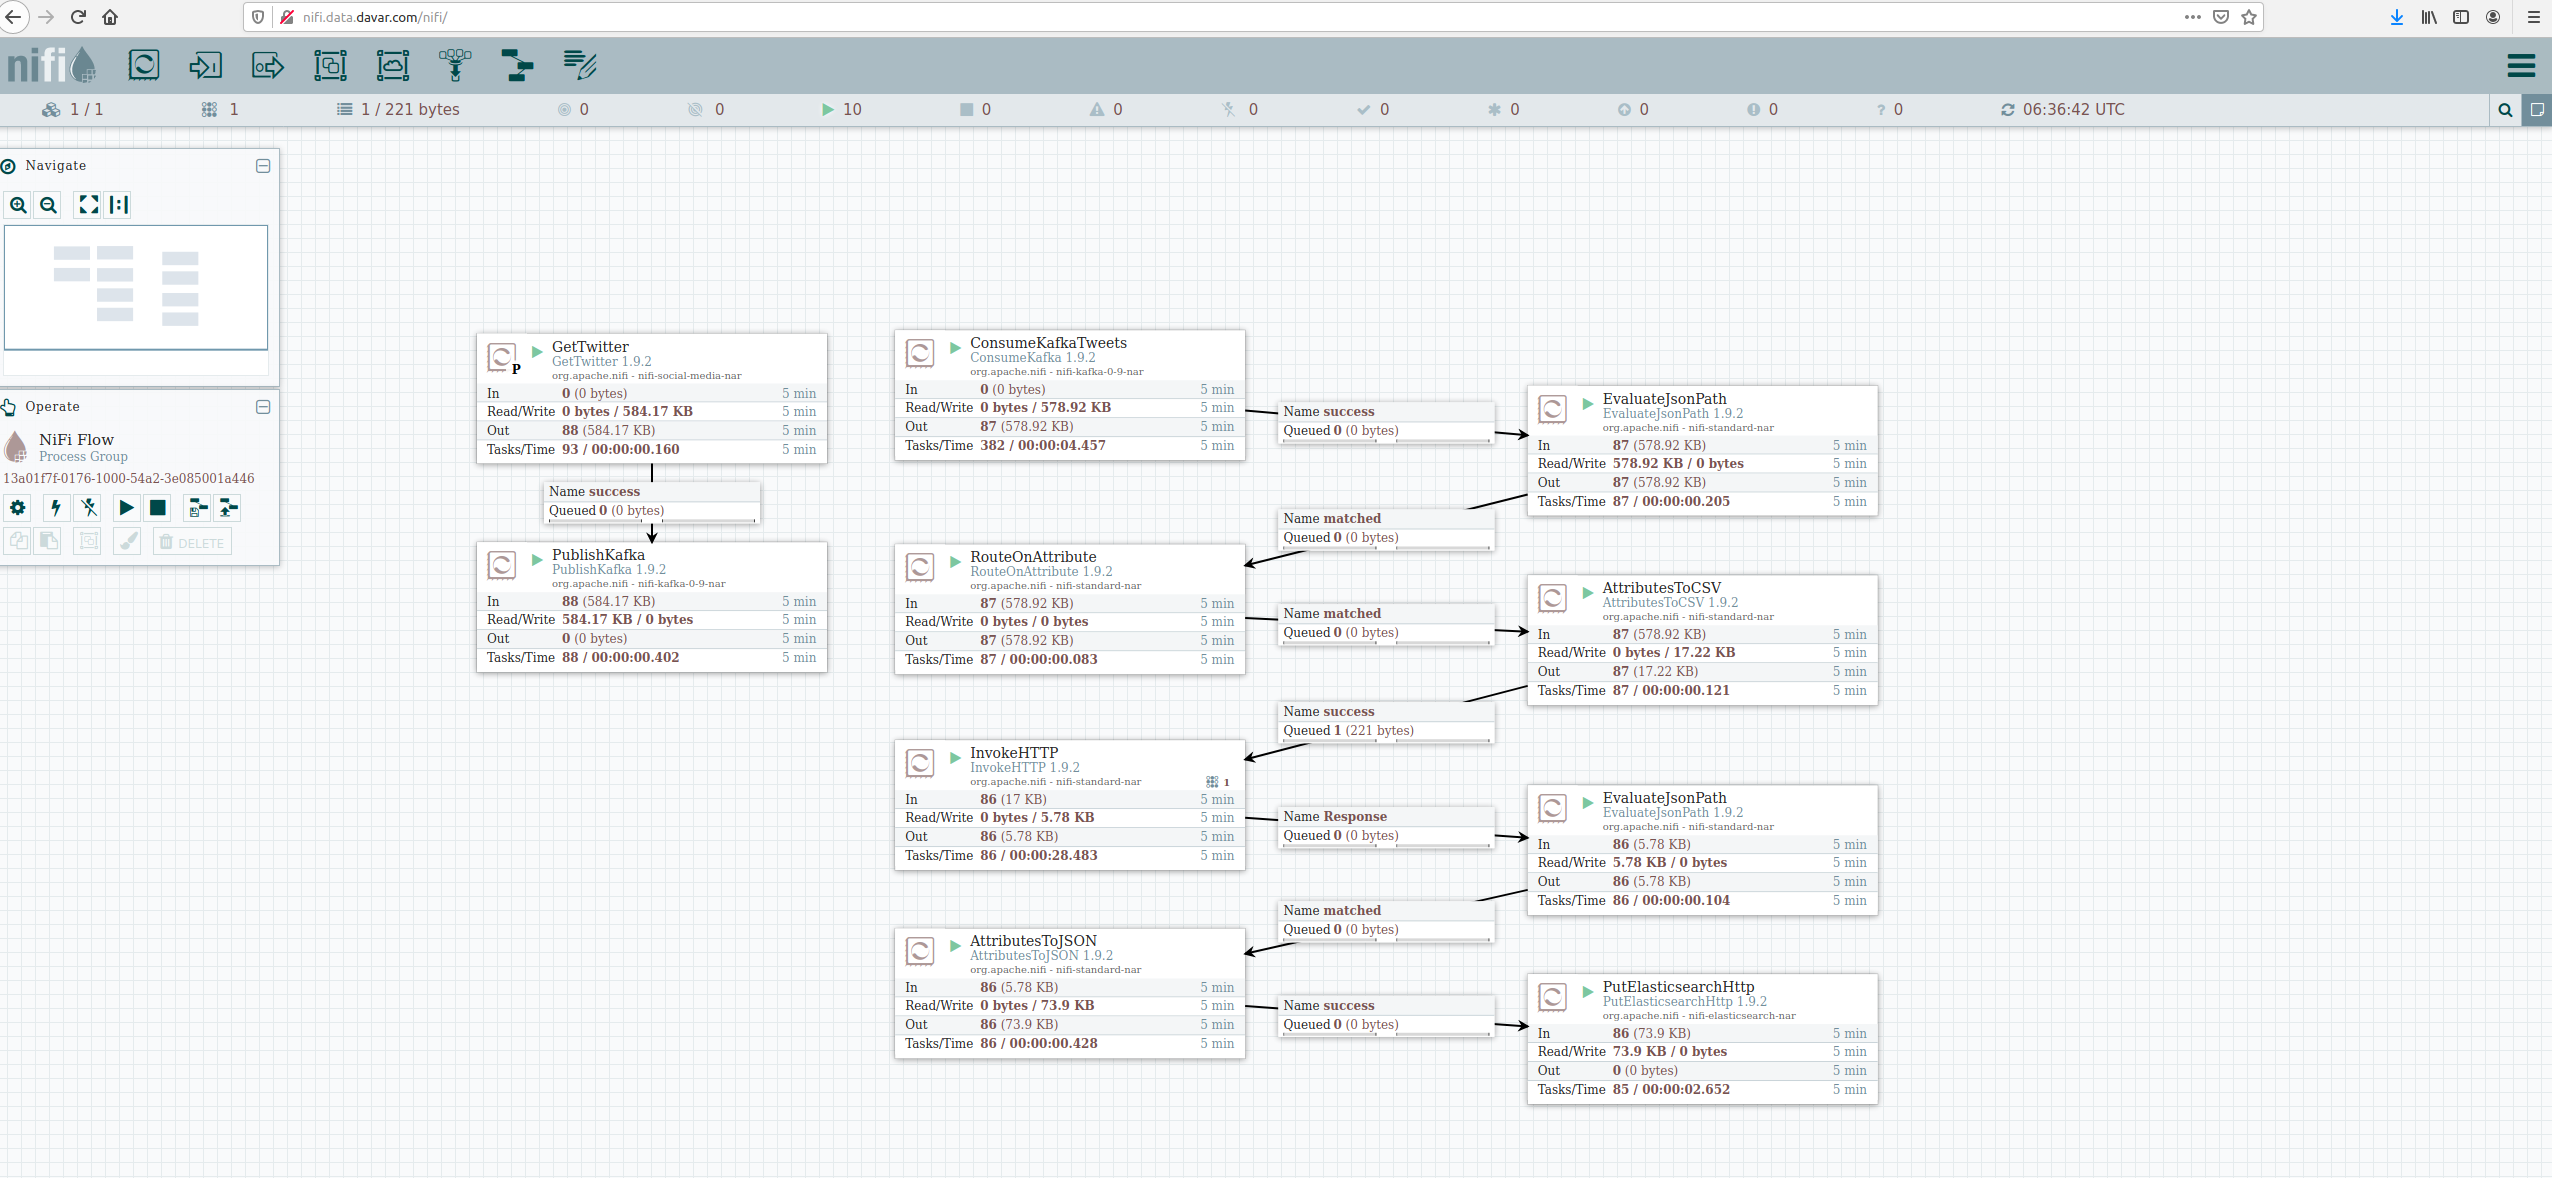 nifi.data.davar.com/nifi/
nifi
1 / 1
1
1 / 221 bytes
0
0
10
0
0
0
0
0
0
0
0
06:36:42 UTC
Navigate
Operate
NiFi Flow
Process Group
13a01f7f-0176-1000-54a2-3e085001a446
DELETE
GetTwitter
GetTwitter 1.9.2
org.apache.nifi - nifi-social-media-nar
P
In 0 (0 bytes) 5 min
Read/Write 0 bytes / 584.17 KB 5 min
Out 88 (584.17 KB) 5 min
Tasks/Time 93 / 00:00:00.160 5 min
Name success
Queued 0 (0 bytes)
PublishKafka
PublishKafka 1.9.2
org.apache.nifi - nifi-kafka-0-9-nar
In 88 (584.17 KB) 5 min
Read/Write 584.17 KB / 0 bytes 5 min
Out 0 (0 bytes) 5 min
Tasks/Time 88 / 00:00:00.402 5 min
ConsumeKafkaTweets
ConsumeKafka 1.9.2
org.apache.nifi - nifi-kafka-0-9-nar
In 0 (0 bytes) 5 min
Read/Write 0 bytes / 578.92 KB 5 min
Out 87 (578.92 KB) 5 min
Tasks/Time 382 / 00:00:04.457 5 min
Name success
Queued 0 (0 bytes)
EvaluateJsonPath
EvaluateJsonPath 1.9.2
org.apache.nifi - nifi-standard-nar
In 87 (578.92 KB) 5 min
Read/Write 578.92 KB / 0 bytes 5 min
Out 87 (578.92 KB) 5 min
Tasks/Time 87 / 00:00:00.205 5 min
Name matched
Queued 0 (0 bytes)
RouteOnAttribute
RouteOnAttribute 1.9.2
org.apache.nifi - nifi-standard-nar
In 87 (578.92 KB) 5 min
Read/Write 0 bytes / 0 bytes 5 min
Out 87 (578.92 KB) 5 min
Tasks/Time 87 / 00:00:00.083 5 min
Name matched
Queued 0 (0 bytes)
AttributesToCSV
AttributesToCSV 1.9.2
org.apache.nifi - nifi-standard-nar
In 87 (578.92 KB) 5 min
Read/Write 0 bytes / 17.22 KB 5 min
Out 87 (17.22 KB) 5 min
Tasks/Time 87 / 00:00:00.121 5 min
Name success
Queued 1 (221 bytes)
InvokeHTTP
InvokeHTTP 1.9.2
org.apache.nifi - nifi-standard-nar
1
In 86 (17 KB) 5 min
Read/Write 0 bytes / 5.78 KB 5 min
Out 86 (5.78 KB) 5 min
Tasks/Time 86 / 00:00:28.483 5 min
Name Response
Queued 0 (0 bytes)
EvaluateJsonPath
EvaluateJsonPath 1.9.2
org.apache.nifi - nifi-standard-nar
In 86 (5.78 KB) 5 min
Read/Write 5.78 KB / 0 bytes 5 min
Out 86 (5.78 KB) 5 min
Tasks/Time 86 / 00:00:00.104 5 min
Name matched
Queued 0 (0 bytes)
AttributesToJSON
AttributesToJSON 1.9.2
org.apache.nifi - nifi-standard-nar
In 86 (5.78 KB) 5 min
Read/Write 0 bytes / 73.9 KB 5 min
Out 86 (73.9 KB) 5 min
Tasks/Time 86 / 00:00:00.428 5 min
Name success
Queued 0 (0 bytes)
PutElasticsearchHttp
PutElasticsearchHttp 1.9.2
org.apache.nifi - nifi-elasticsearch-nar
In 86 (73.9 KB) 5 min
Read/Write 73.9 KB / 0 bytes 5 min
Out 0 (0 bytes) 5 min
Tasks/Time 85 / 00:00:02.652 5 min